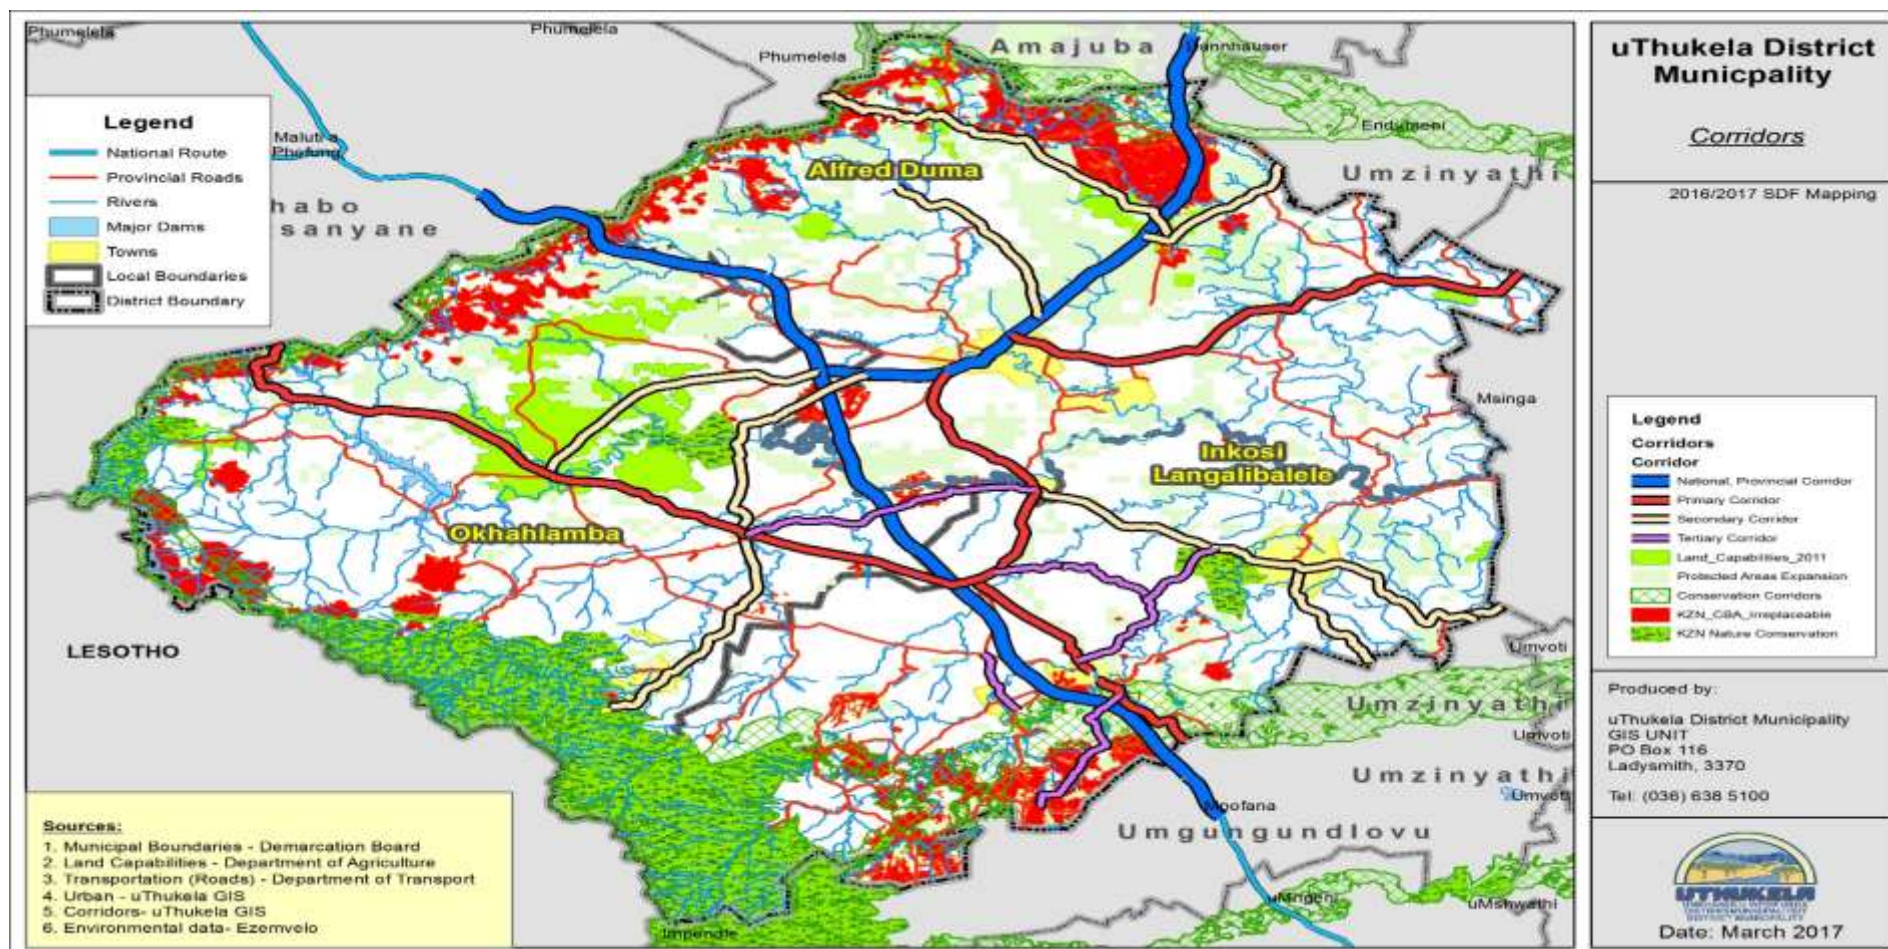 Phumelela
Phumelela
Phumelela
Amajuba
Dannhauser
Endumeni
Umzinyathi
Maluti a
Phofung
habo
sanyane
Alfred Duma
Msinga
Inkosi
Langalibalele
Okhahlamba
LESOTHO
Umvoti
Umzinyathi
Umvoti
Umzinyathi
Umvoti
Mpofana
Umgungundlovu
uMngeni
uMshwathi
Impendle
Legend
National Route
Provincial Roads
Rivers
Major Dams
Towns
Local Boundaries
District Boundary
Sources:
1. Municipal Boundaries - Demarcation Board
2. Land Capabilities - Department of Agriculture
3. Transportation (Roads) - Department of Transport
4. Urban - uThukela GIS
5. Corridors- uThukela GIS
6. Environmental data- Ezemvelo
uThukela District
Municpality
Corridors
2016/2017 SDF Mapping
Legend
Corridors
Corridor
National, Provincial Corridor
Primary Corridor
Secondary Corridor
Tertiary Corridor
Land_Capabilities_2011
Protected Areas Expansion
Conservation Corridors
KZN_CBA_Irreplaceable
KZN Nature Conservation
Produced by:
uThukela District Municipality
GIS UNIT
PO Box 116
Ladysmith, 3370
Tel: (036) 638 5100
UTHUKELA
Date: March 2017